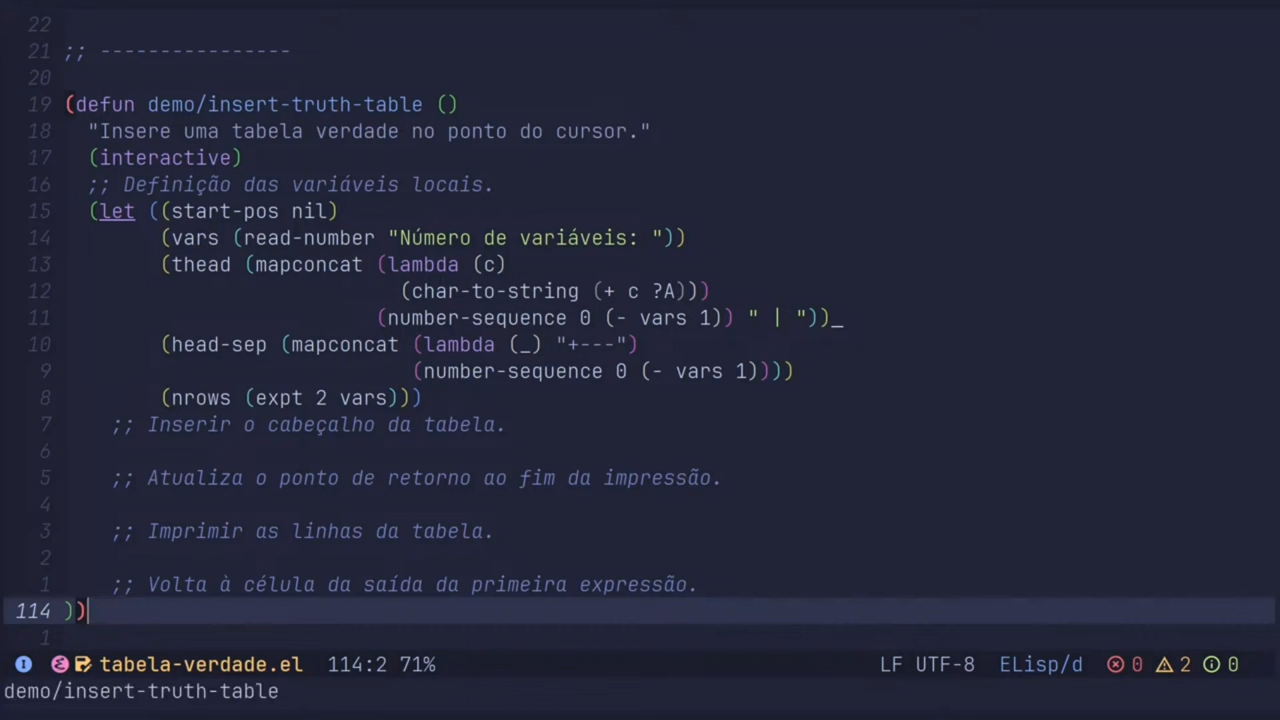 22
21 ;; ----------------
20
19 (defun demo/insert-truth-table ()
18   "Insere uma tabela verdade no ponto do cursor."
17   (interactive)
16   ;; Definição das variáveis locais.
15   (let ((start-pos nil)
14         (vars (read-number "Número de variáveis: "))
13         (thead (mapconcat (lambda (c)
12                             (char-to-string (+ c ?A)))
11                           (number-sequence 0 (- vars 1)) " | "))_
10         (head-sep (mapconcat (lambda (_) "+---")
9                              (number-sequence 0 (- vars 1))))
8          (nrows (expt 2 vars)))
7      ;; Inserir o cabeçalho da tabela.
6
5      ;; Atualiza o ponto de retorno ao fim da impressão.
4
3      ;; Imprimir as linhas da tabela.
2
1      ;; Volta à célula da saída da primeira expressão.
114 ))
1
I tabela-verdade.el 114:2 71% LF UTF-8 ELisp/d 0 2 0
demo/insert-truth-table